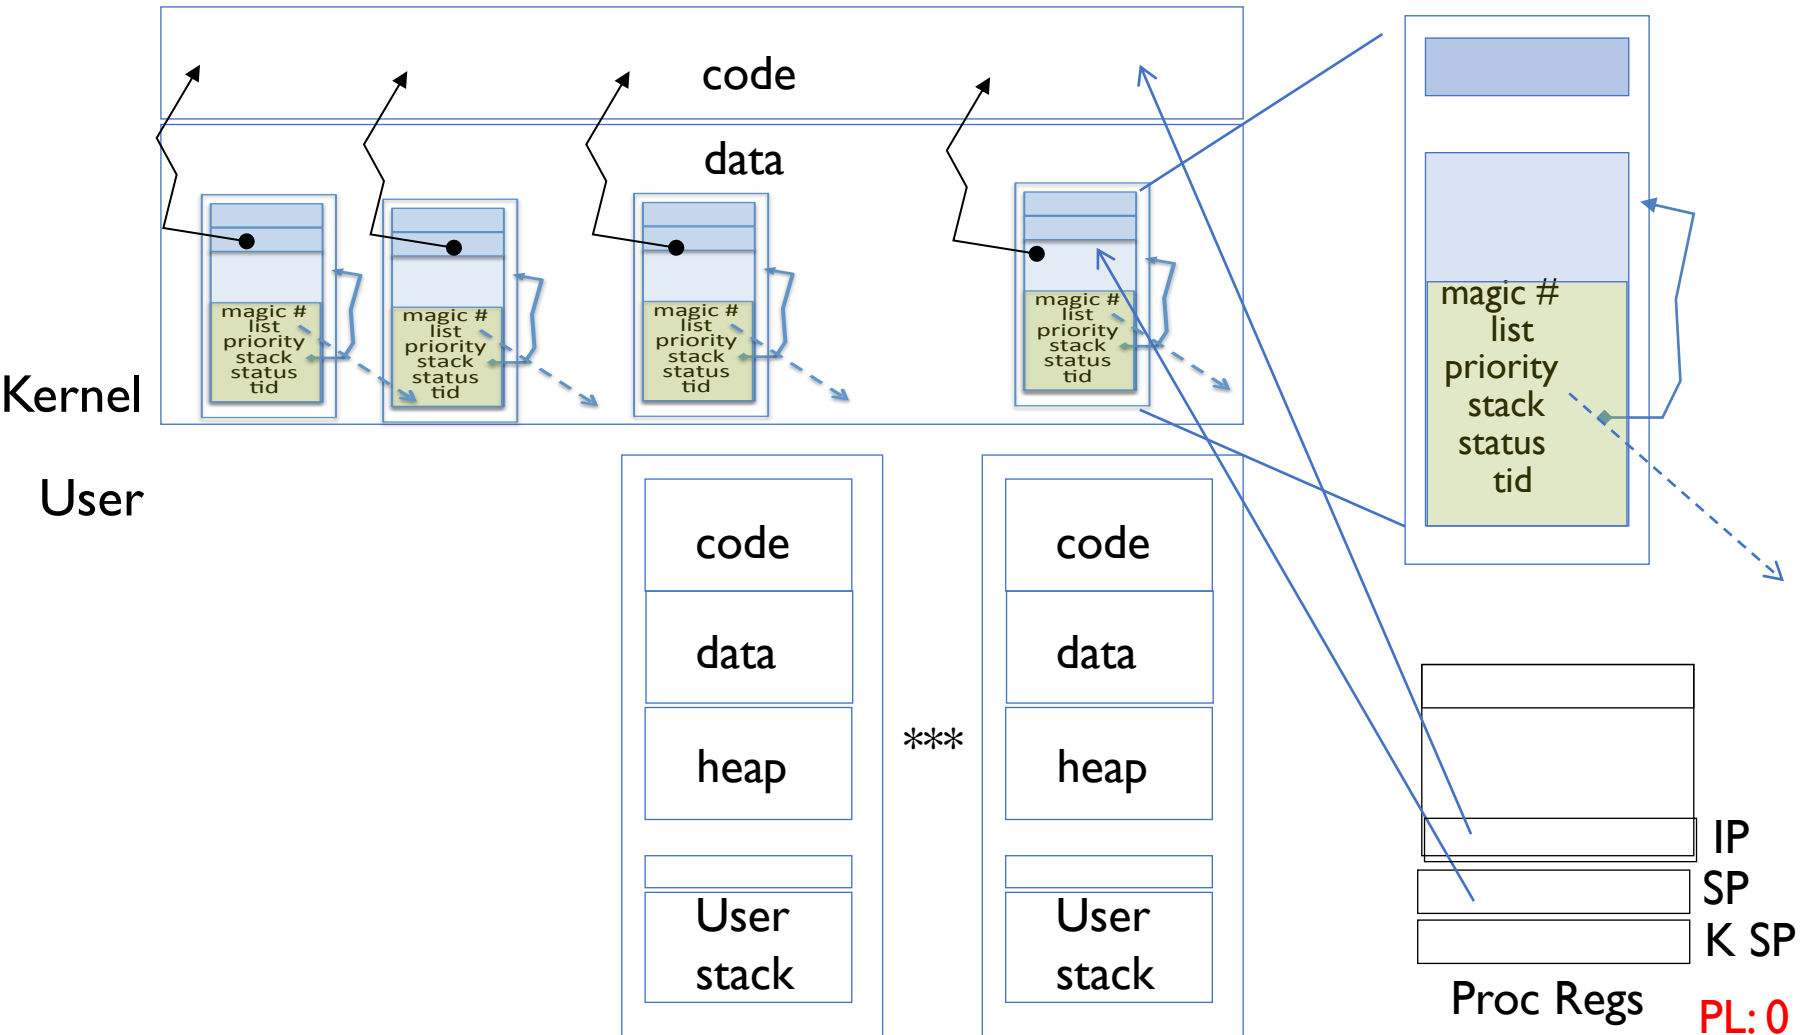 code
data
magic #
list
priority
stack
status
tid
magic #
list
priority
stack
status
tid
magic #
list
priority
stack
status
tid
magic #
list
priority
stack
status
tid
magic #
list
priority
stack
status
tid
Kernel
User
code
data
heap
User
stack
***
code
data
heap
User
stack
IP
SP
K SP
Proc Regs
PL: 0